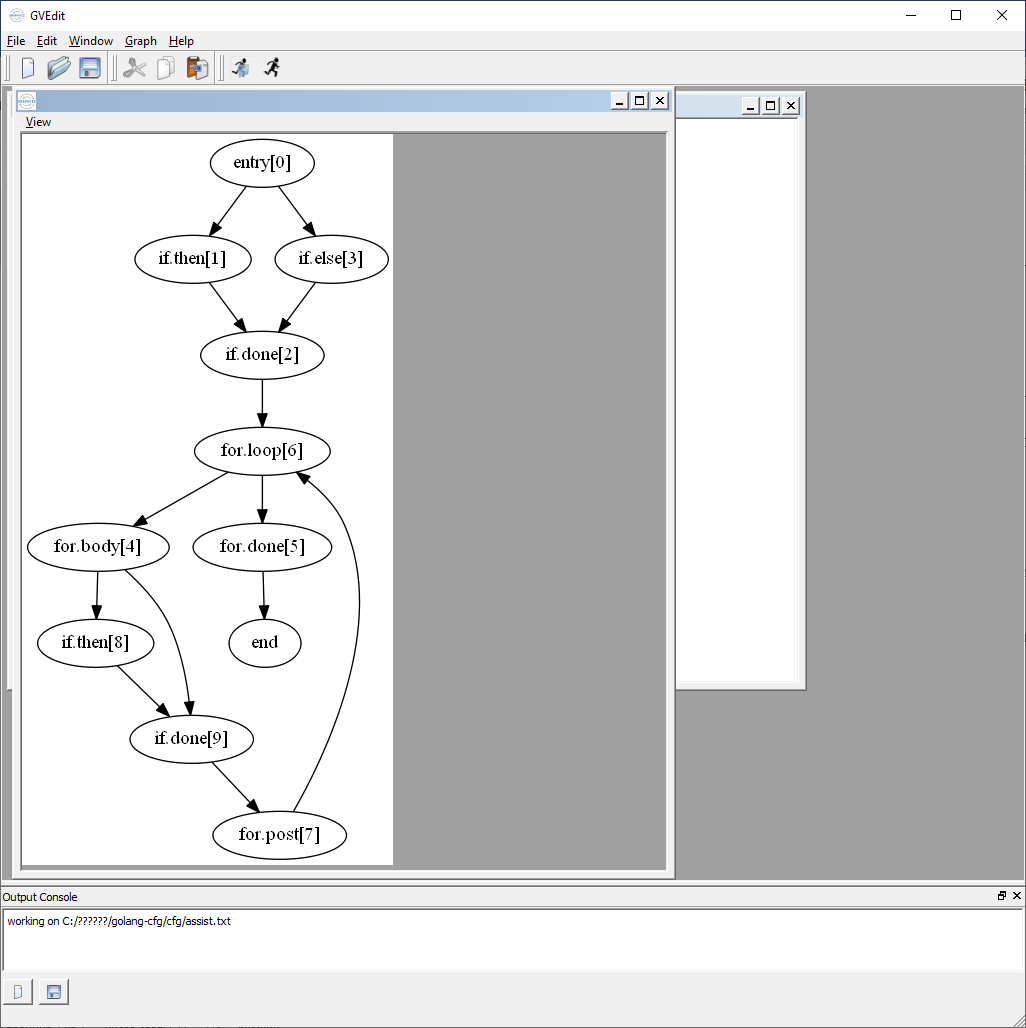 GVEdit
File Edit Window Graph Help
View
entry[0]
if.then[1] if.else[3]
if.done[2]
for.loop[6]
for.body[4] for.done[5]
if.then[8] end
if.done[9]
for.post[7]
Output Console
working on C:/??????/golang-cfg/cfg/assist.txt